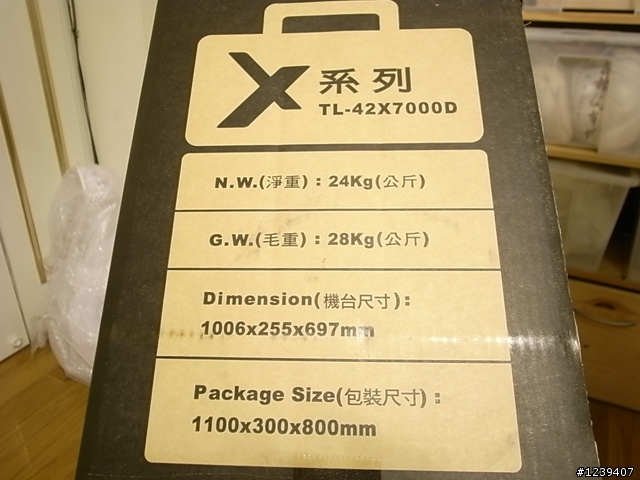 X系列
TL-42X7000D
N.W.(淨重)：24Kg(公斤)
G.W.(毛重)：28Kg(公斤)
Dimension(機台尺寸)：
1006x255x697mm
Package Size(包裝尺寸)：
1100x300x800mm
#1239407